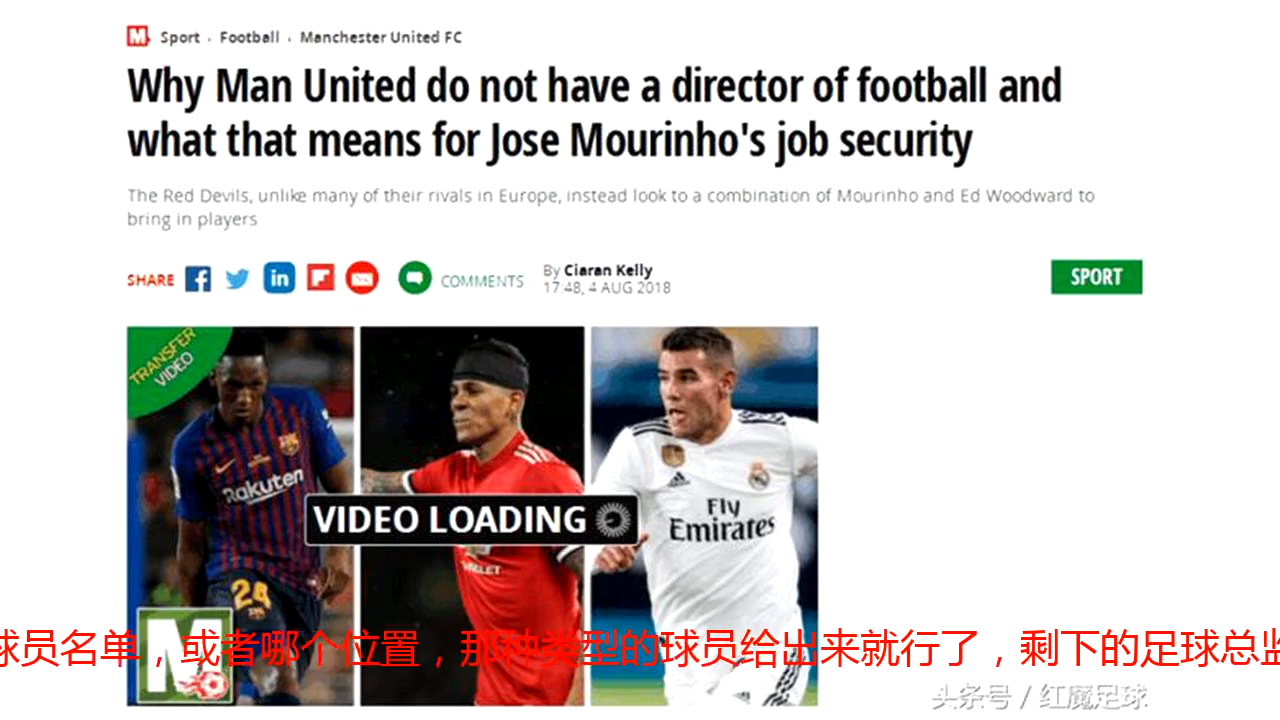 Sport › Football › Manchester United FC
Why Man United do not have a director of football and
what that means for Jose Mourinho's job security
The Red Devils, unlike many of their rivals in Europe, instead look to a combination of Mourinho and Ed Woodward to
bring in players
SHARE in COMMENTS By Ciaran Kelly
17:48, 4 AUG 2018
SPORT
TRANSFER
VIDEO
Rakuten
24
VIDEO LOADING
Fly
Emirates
M
球员名单，或者哪个位置，那种类型的球员给出来就行了，剩下的足球总监
头条号 / 红魔足球